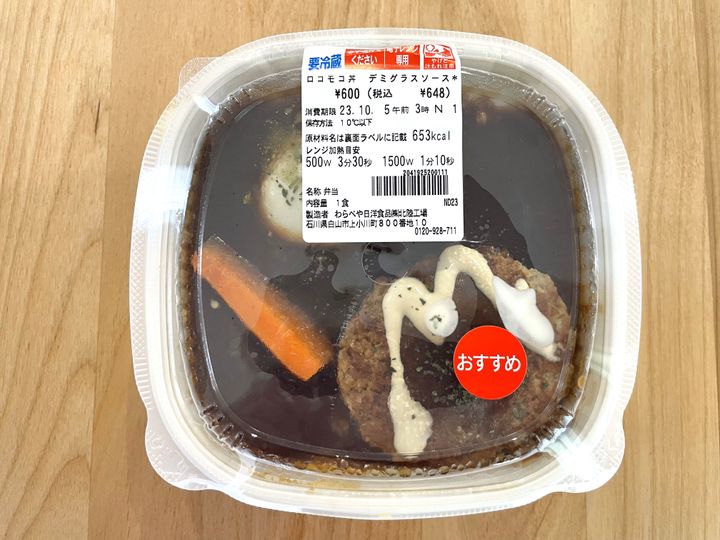 要冷蔵
ください
専用
ロコモコ丼 デミグラスソース*
¥600(税込 ¥648)
消費期限 23.10. 5午前 3時 N 1
保存方法 10℃以下
原材料名は裏面ラベルに記載 653kcal
レンジ加熱目安
500W 3分30秒 1500W 1分10秒
2041925200111
名称 弁当
内容量 1食 ND23
製造者 わらべや日洋食品㈱北陸工場
石川県白山市上小川町800番地10
0120-928-711
おすすめ